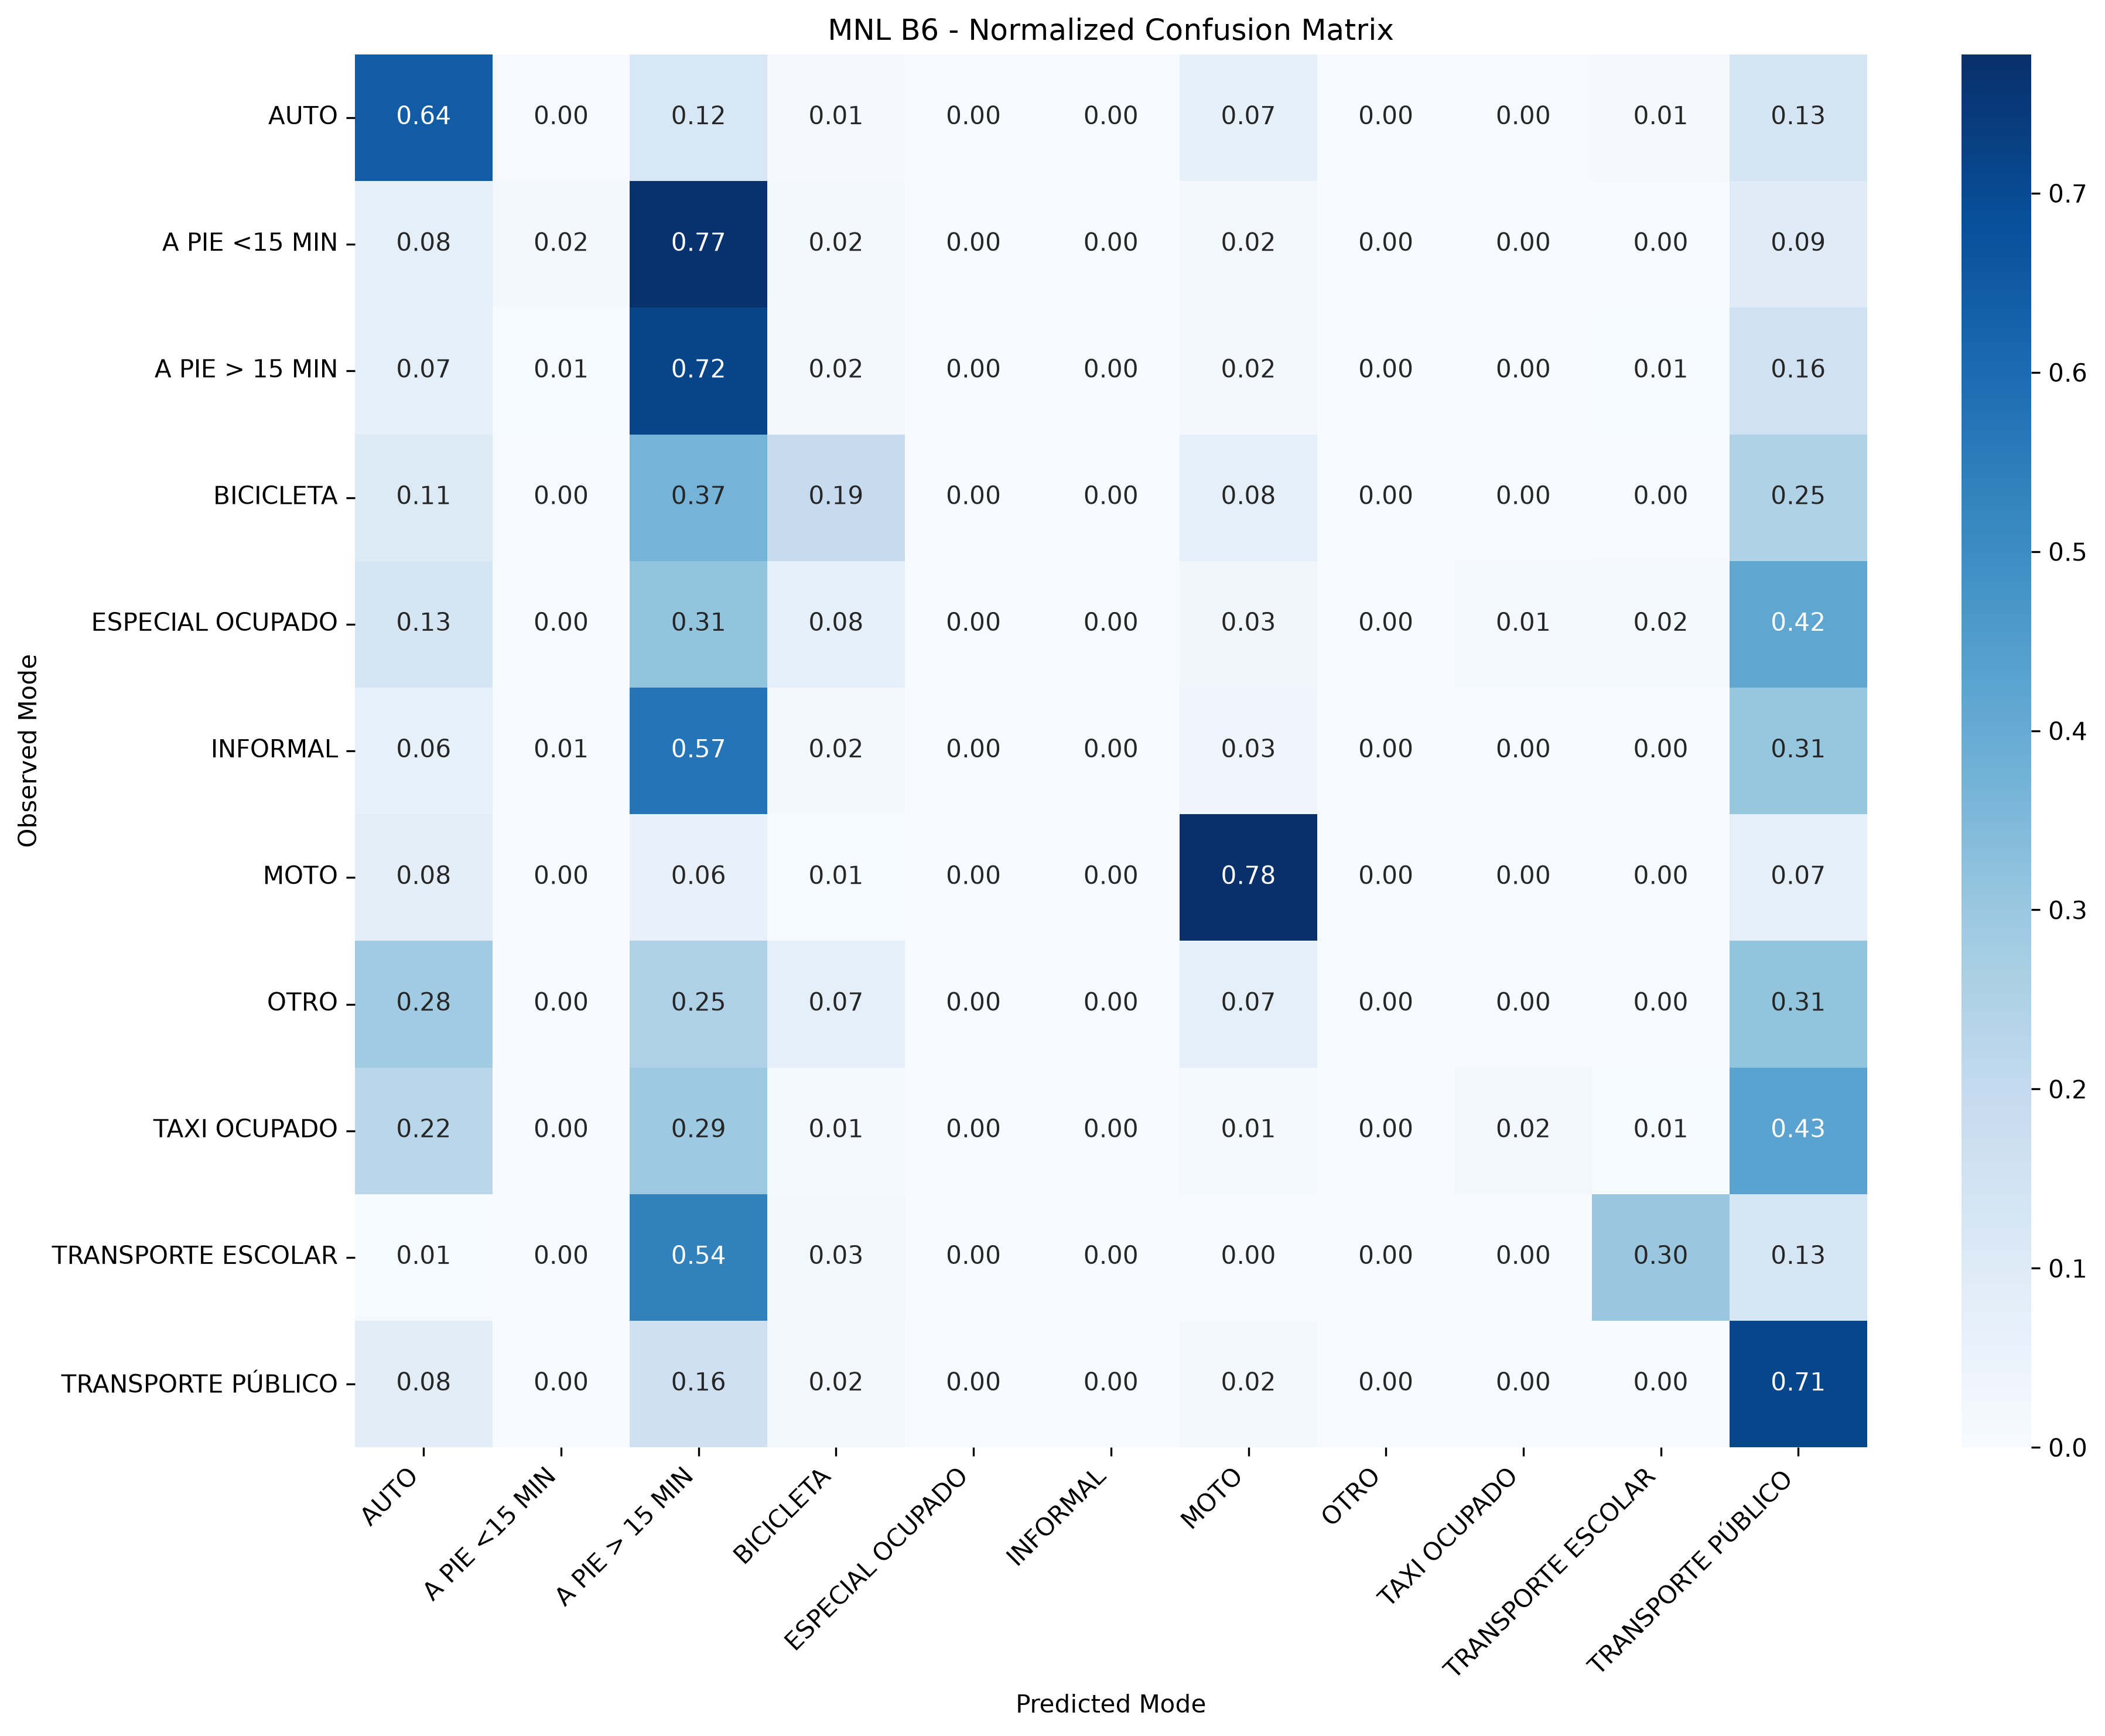 MNL B6 - Normalized Confusion Matrix
AUTO 0.64 0.00 0.12 0.01 0.00 0.00 0.07 0.00 0.00 0.01 0.13
A PIE <15 MIN 0.08 0.02 0.77 0.02 0.00 0.00 0.02 0.00 0.00 0.00 0.09
A PIE > 15 MIN 0.07 0.01 0.72 0.02 0.00 0.00 0.02 0.00 0.00 0.01 0.16
BICICLETA 0.11 0.00 0.37 0.19 0.00 0.00 0.08 0.00 0.00 0.00 0.25
ESPECIAL OCUPADO 0.13 0.00 0.31 0.08 0.00 0.00 0.03 0.00 0.01 0.02 0.42
INFORMAL 0.06 0.01 0.57 0.02 0.00 0.00 0.03 0.00 0.00 0.00 0.31
MOTO 0.08 0.00 0.06 0.01 0.00 0.00 0.78 0.00 0.00 0.00 0.07
OTRO 0.28 0.00 0.25 0.07 0.00 0.00 0.07 0.00 0.00 0.00 0.31
TAXI OCUPADO 0.22 0.00 0.29 0.01 0.00 0.00 0.01 0.00 0.02 0.01 0.43
TRANSPORTE ESCOLAR 0.01 0.00 0.54 0.03 0.00 0.00 0.00 0.00 0.00 0.30 0.13
TRANSPORTE PÚBLICO 0.08 0.00 0.16 0.02 0.00 0.00 0.02 0.00 0.00 0.00 0.71
Observed Mode
AUTO
A PIE <15 MIN
A PIE > 15 MIN
BICICLETA
ESPECIAL OCUPADO
INFORMAL
MOTO
OTRO
TAXI OCUPADO
TRANSPORTE ESCOLAR
TRANSPORTE PÚBLICO
Predicted Mode
0.7
0.6
0.5
0.4
0.3
0.2
0.1
0.0